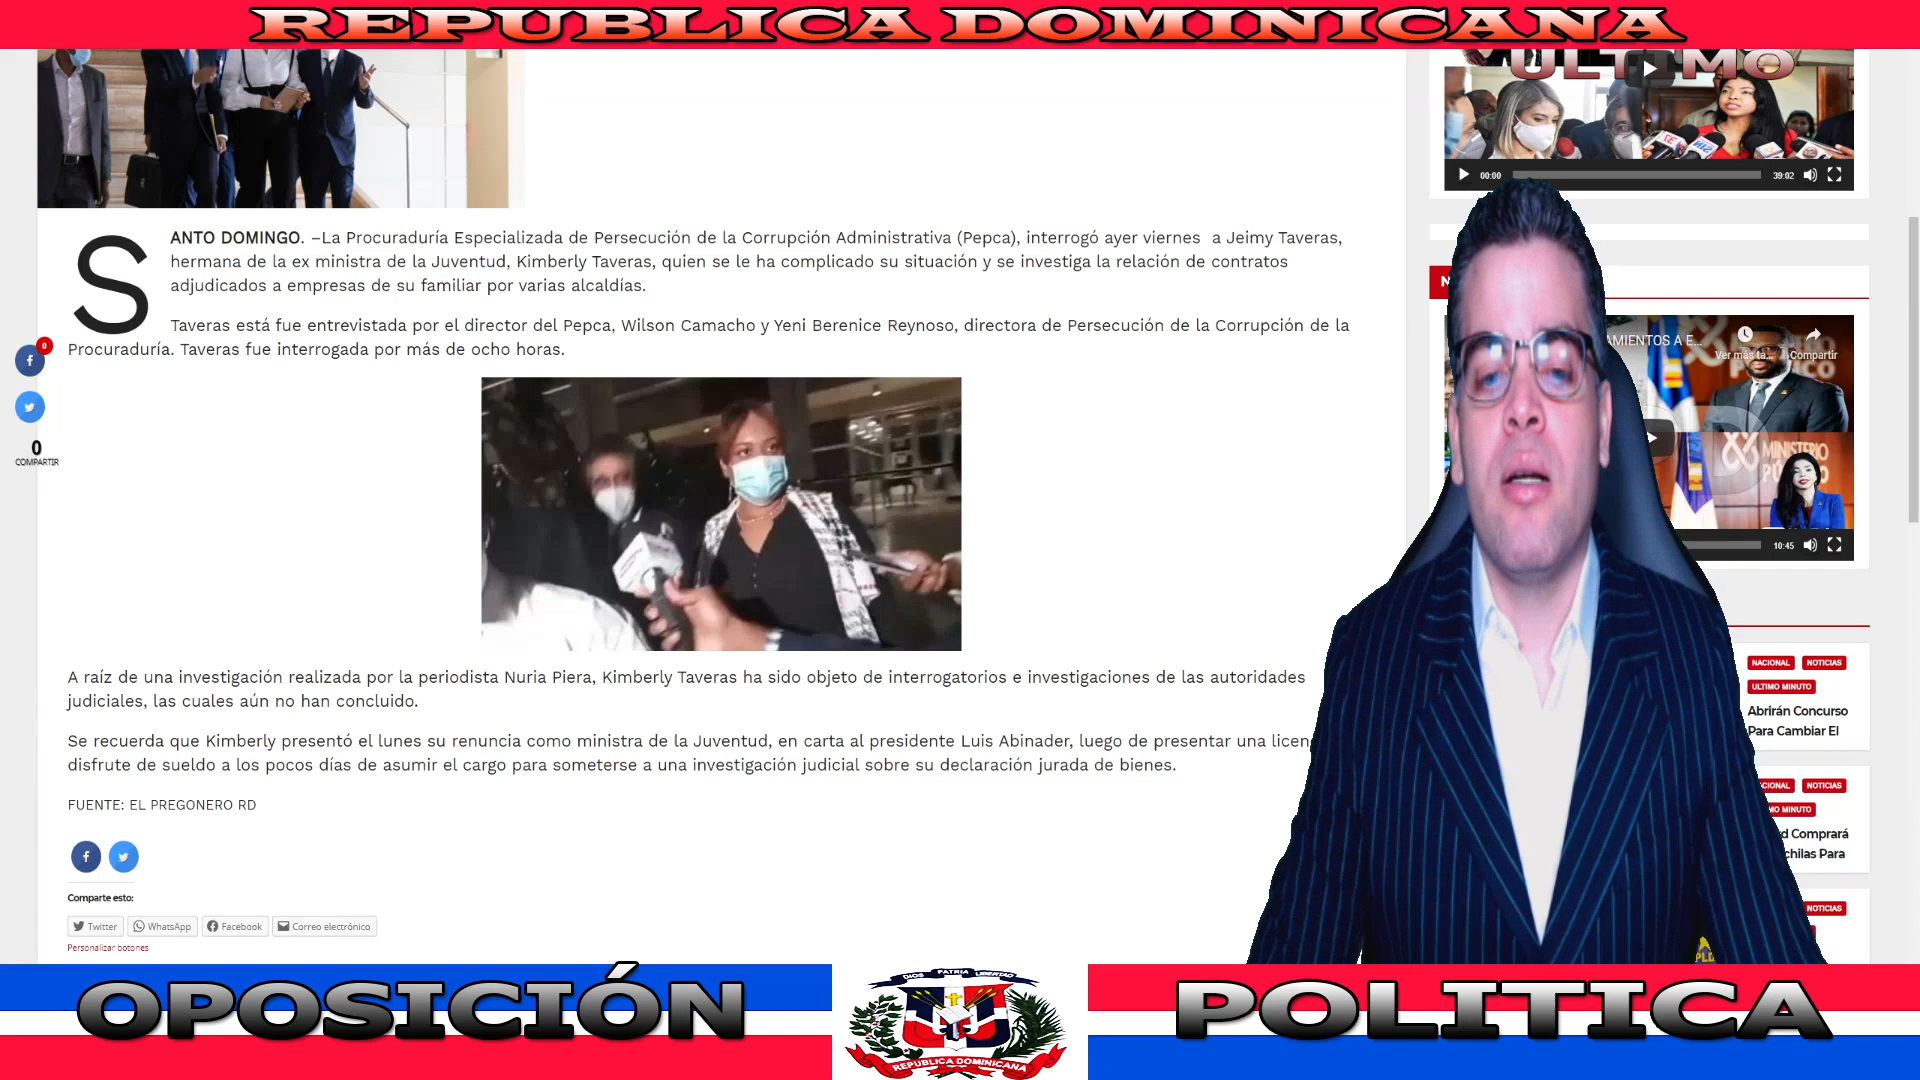 REPUBLICA DOMINICANA
ULTIMO
00:00
39:02
SANTO DOMINGO. –La Procuraduría Especializada de Persecución de la Corrupción Administrativa (Pepca), interrogó ayer viernes  a Jeimy Taveras,
hermana de la ex ministra de la Juventud, Kimberly Taveras, quien se le ha complicado su situación y se investiga la relación de contratos
adjudicados a empresas de su familiar por varias alcaldías.
Taveras está fue entrevistada por el director del Pepca, Wilson Camacho y Yeni Berenice Reynoso, directora de Persecución de la Corrupción de la
Procuraduría. Taveras fue interrogada por más de ocho horas.
0
0
COMPARTIR
N
AMIENTOS A E...
Ver más ta...
Compartir
MINISTERIO
PÚBLICO
10:45
A raíz de una investigación realizada por la periodista Nuria Piera, Kimberly Taveras ha sido objeto de interrogatorios e investigaciones de las autoridades
judiciales, las cuales aún no han concluido.
Se recuerda que Kimberly presentó el lunes su renuncia como ministra de la Juventud, en carta al presidente Luis Abinader, luego de presentar una licen
disfrute de sueldo a los pocos días de asumir el cargo para someterse a una investigación judicial sobre su declaración jurada de bienes.
FUENTE: EL PREGONERO RD
Comparte esto:
Twitter
WhatsApp
Facebook
Correo electrónico
Personalizar botones
NACIONAL
NOTICIAS
ULTIMO MINUTO
Abrirán Concurso
Para Cambiar El
CIONAL
NOTICIAS
MO MINUTO
d Comprará
chilas Para
NOTICIAS
PLD
OPOSICIÓN
DIOS PATRIA LIBERTAD
REPUBLICA DOMINICANA
POLITICA